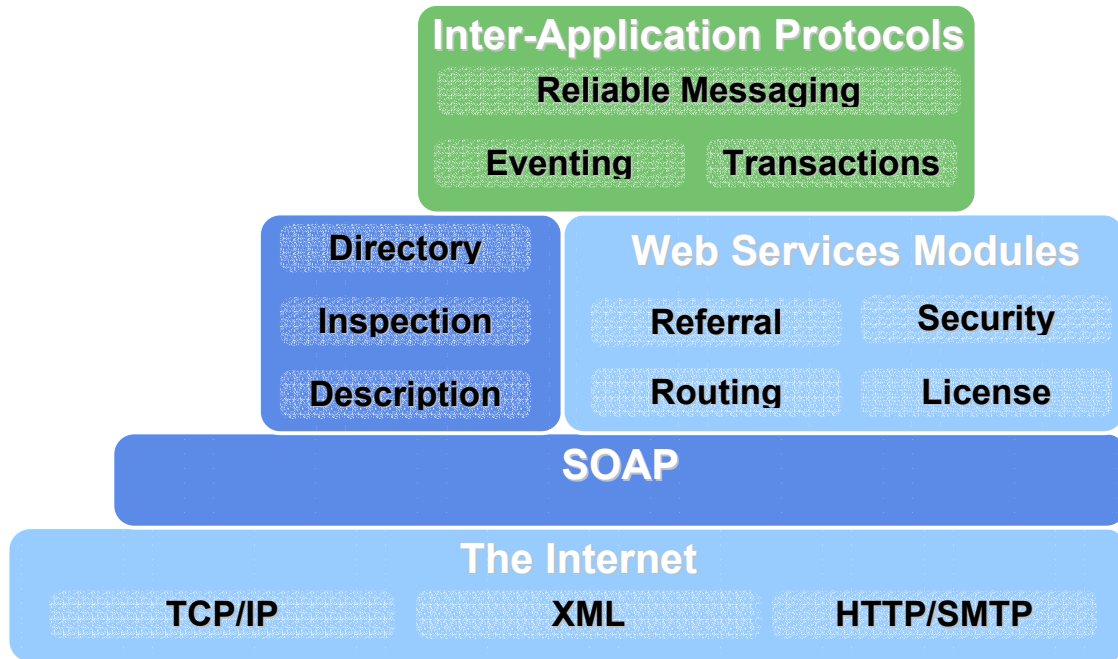 Inter-Application Protocols
Reliable Messaging
Eventing
Transactions
Directory
Inspection
Description
Web Services Modules
Referral
Security
Routing
License
SOAP
The Internet
TCP/IP
XML
HTTP/SMTP